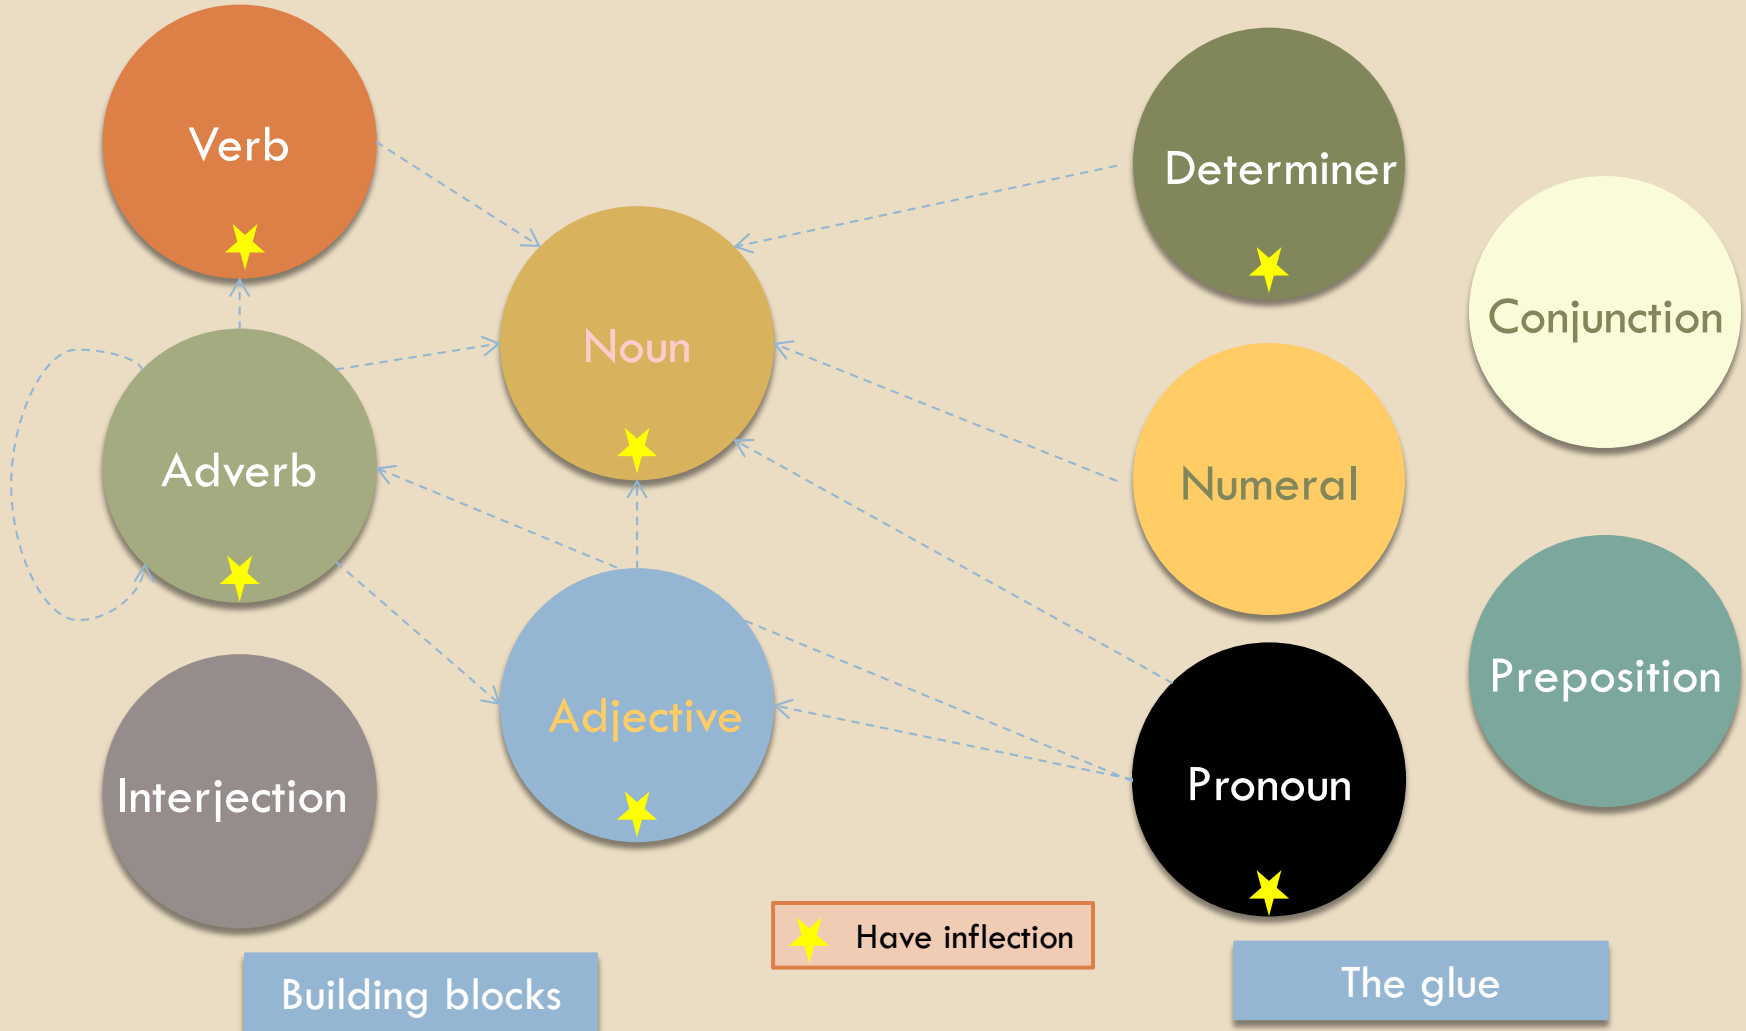 Verb
Determiner
Conjunction
Noun
Adverb
Numeral
Preposition
Adjective
Interjection
Pronoun
Have inflection
Building blocks
The glue